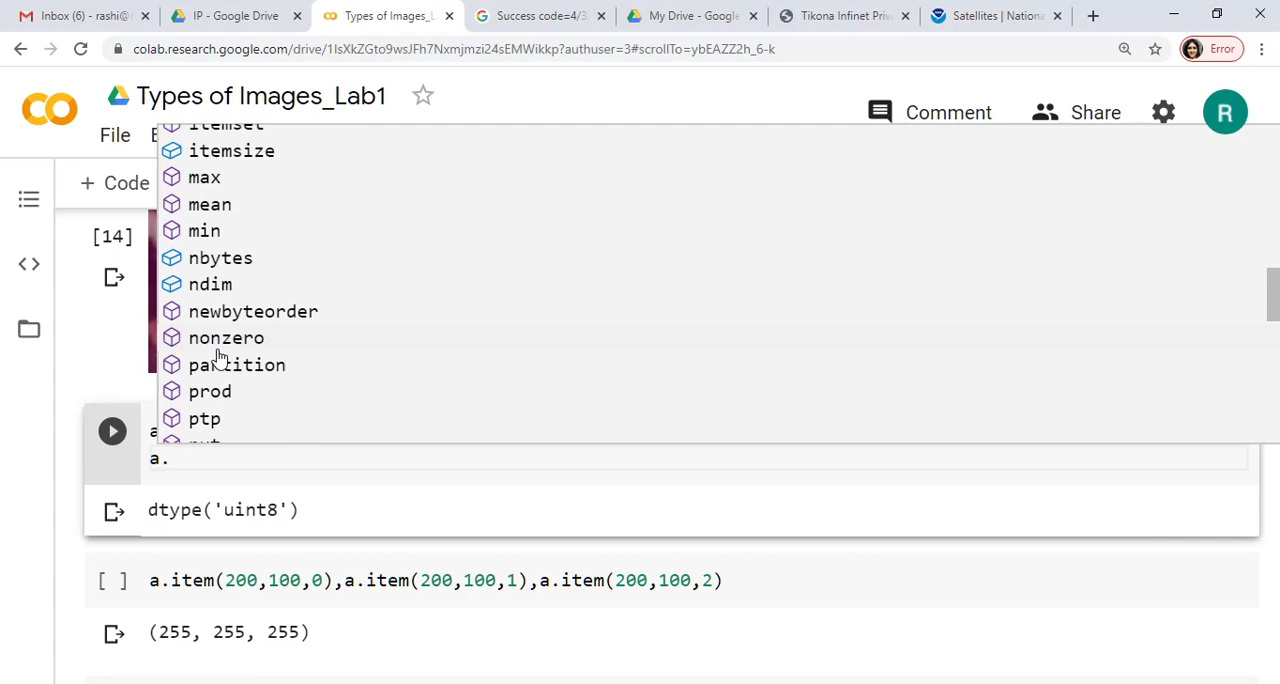 Inbox (6) - rashi@
IP - Google Drive
Types of Images_L
Success code=4/3
My Drive - Google
Tikona Infinet Priv
Satellites | Nationa
colab.research.google.com/drive/1IsXkZGto9wsJFh7Nxmjmzi24sEMWikkp?authuser=3#scrollTo=ybEAZZ2h_6-k
Error
Types of Images_Lab1
Comment
Share
R
File
itemset
itemsize
+ Code
max
mean
[14]
min
nbytes
ndim
newbyteorder
nonzero
partition
prod
ptp
put
a.
dtype('uint8')
[ ] a.item(200,100,0),a.item(200,100,1),a.item(200,100,2)
(255, 255, 255)